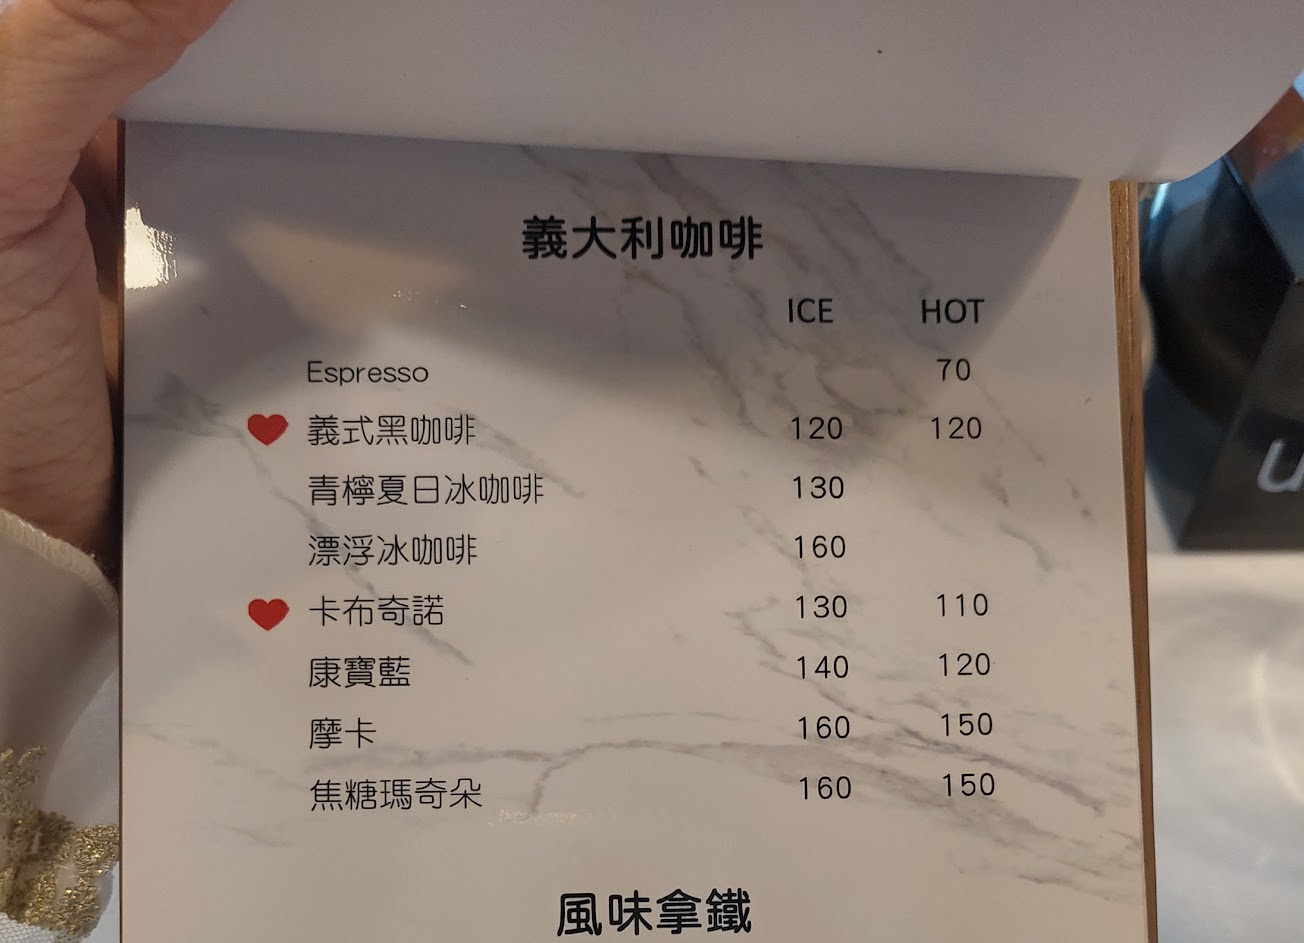 義大利咖啡
ICE HOT
Espresso 70
義式黑咖啡 120 120
青檸夏日冰咖啡 130
漂浮冰咖啡 160
卡布奇諾 130 110
康寶藍 140 120
摩卡 160 150
焦糖瑪奇朵 160 150
風味拿鐵